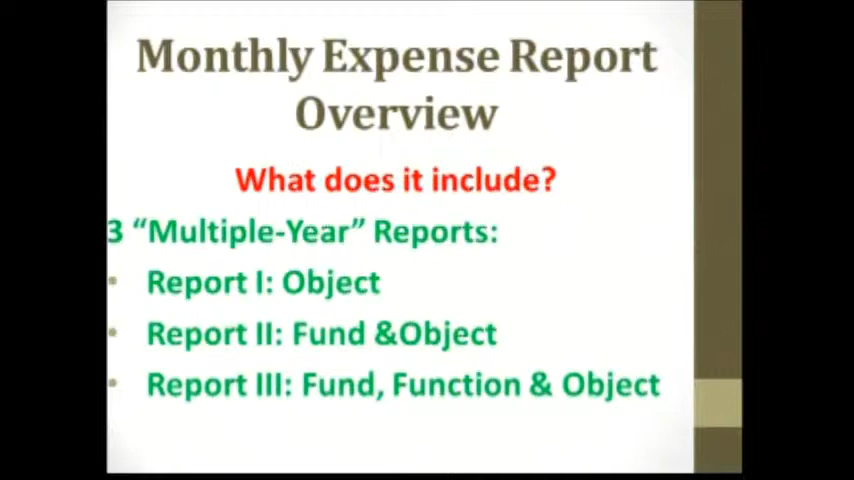 Monthly Expense Report
Overview
What does it include?
3 “Multiple-Year” Reports:
• Report I: Object
• Report II: Fund &Object
• Report III: Fund, Function & Object